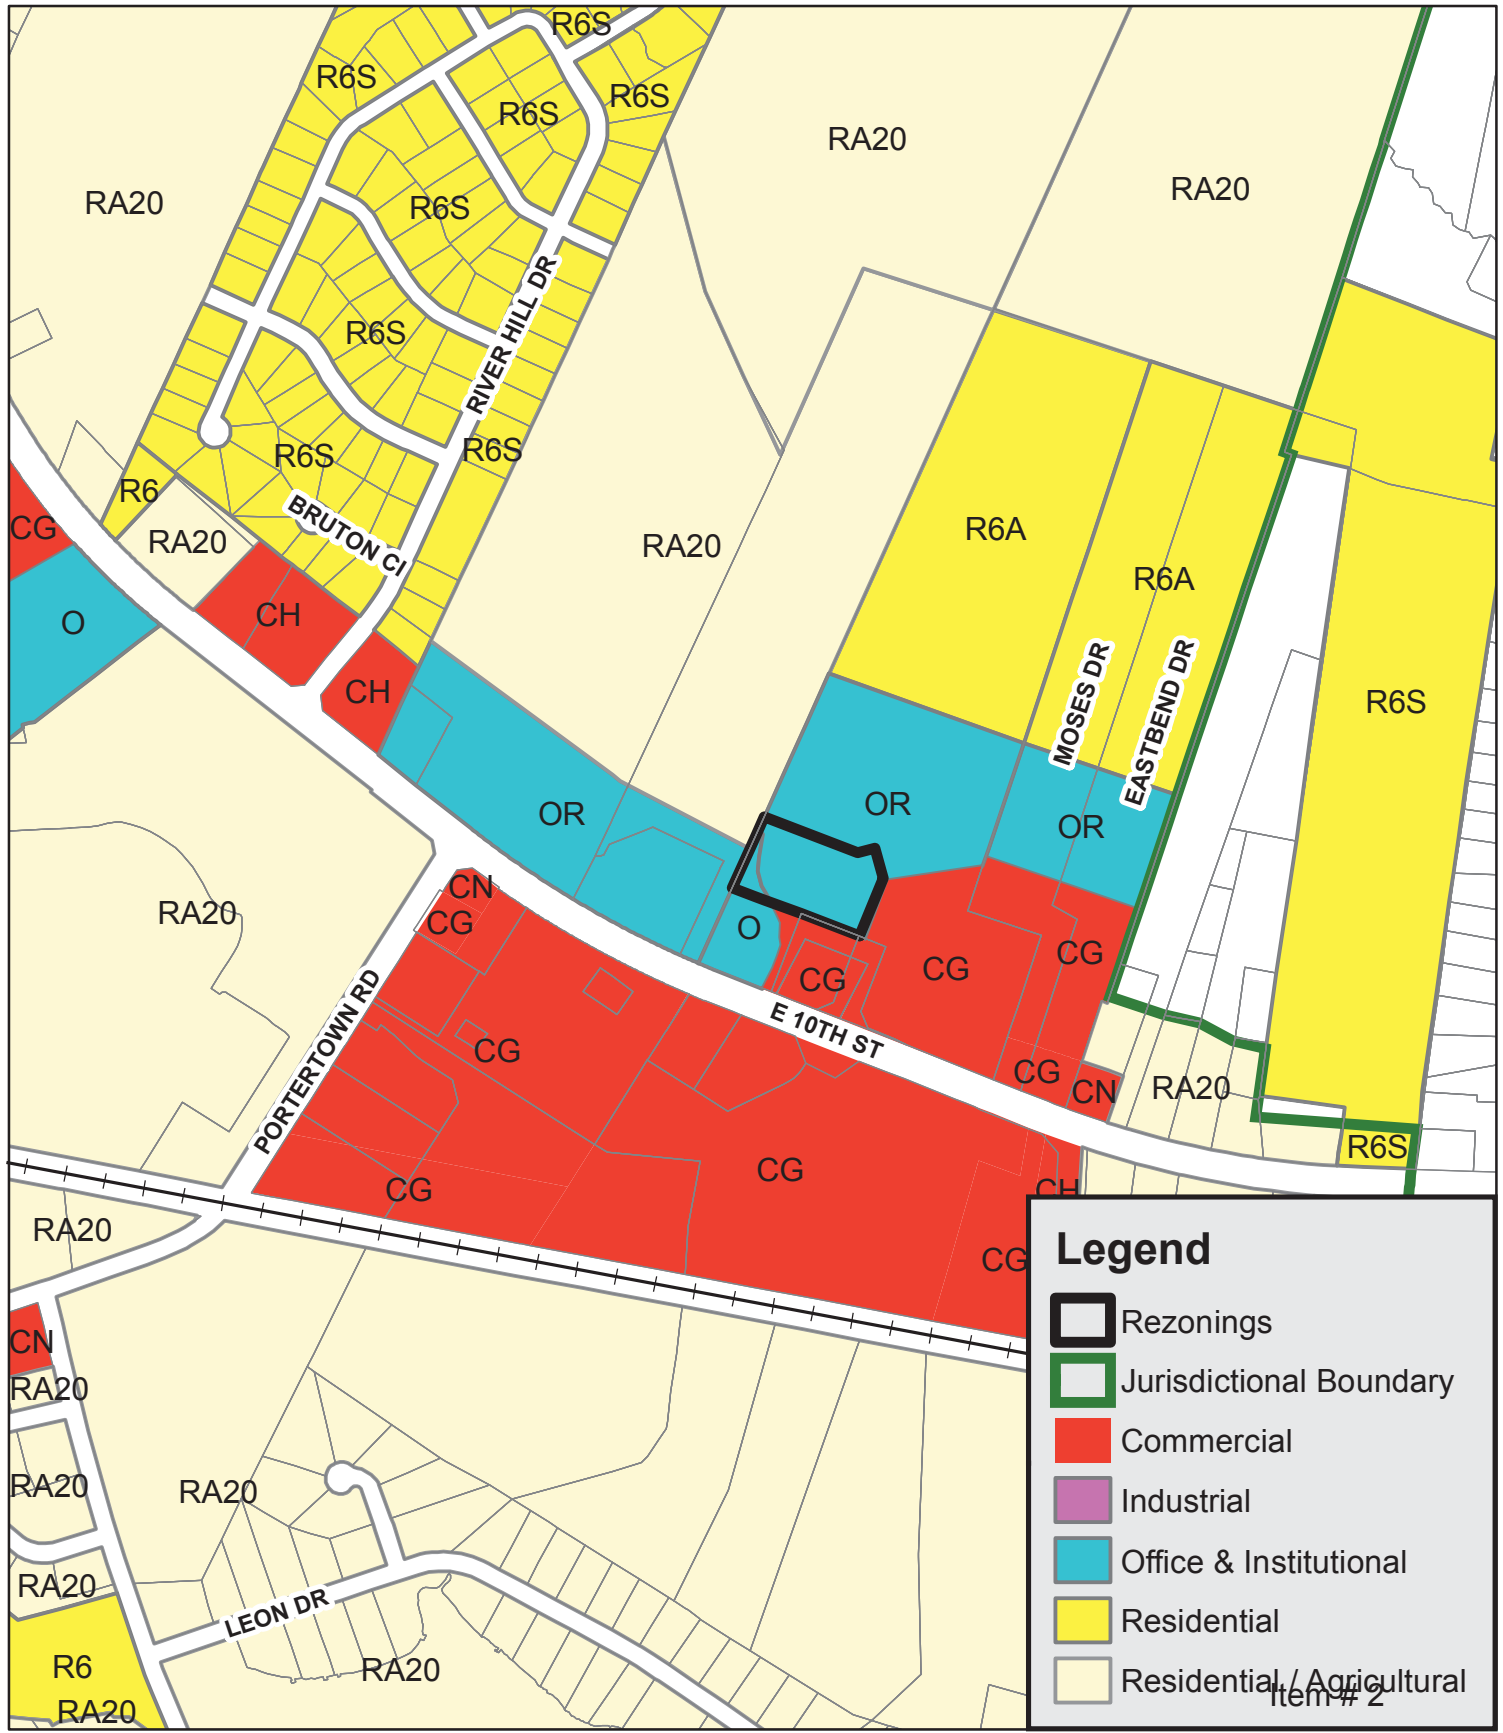 R6S
R6S
R6S
R6S
RA20
RA20
RA20
R6S
RIVER HILL DR
R6S
R6S
R6S
R6
BRUTON CI
CG
RA20
RA20
R6A
R6A
O
CH
CH
MOSES DR
EASTBEND DR
R6S
OR
OR
OR
CN
CG
RA20
O
CG
CG
CG
E 10TH ST
PORTERTOWN RD
CG
CG
CN
RA20
R6S
CG
CG
CH
RA20
CG
CN
RA20
RA20
RA20
RA20
LEON DR
R6
RA20
RA20
Legend
Rezonings
Jurisdictional Boundary
Commercial
Industrial
Office & Institutional
Residential
Residential / Agricultural
Item # 2